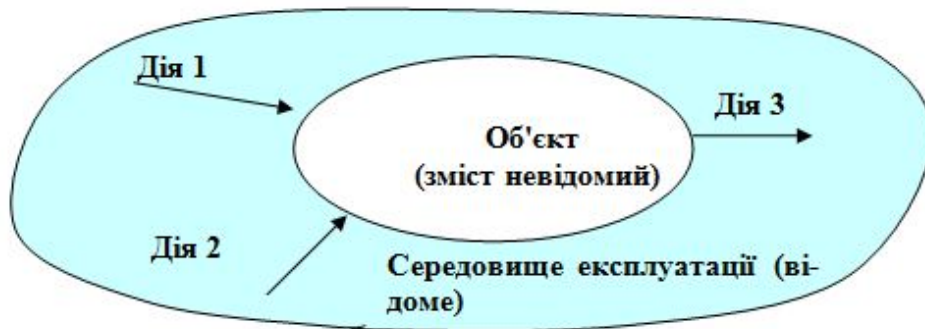 Дія 1
Дія 3
Об'єкт
(зміст невідомий)
Дія 2
Середовище експлуатації (ві-
доме)